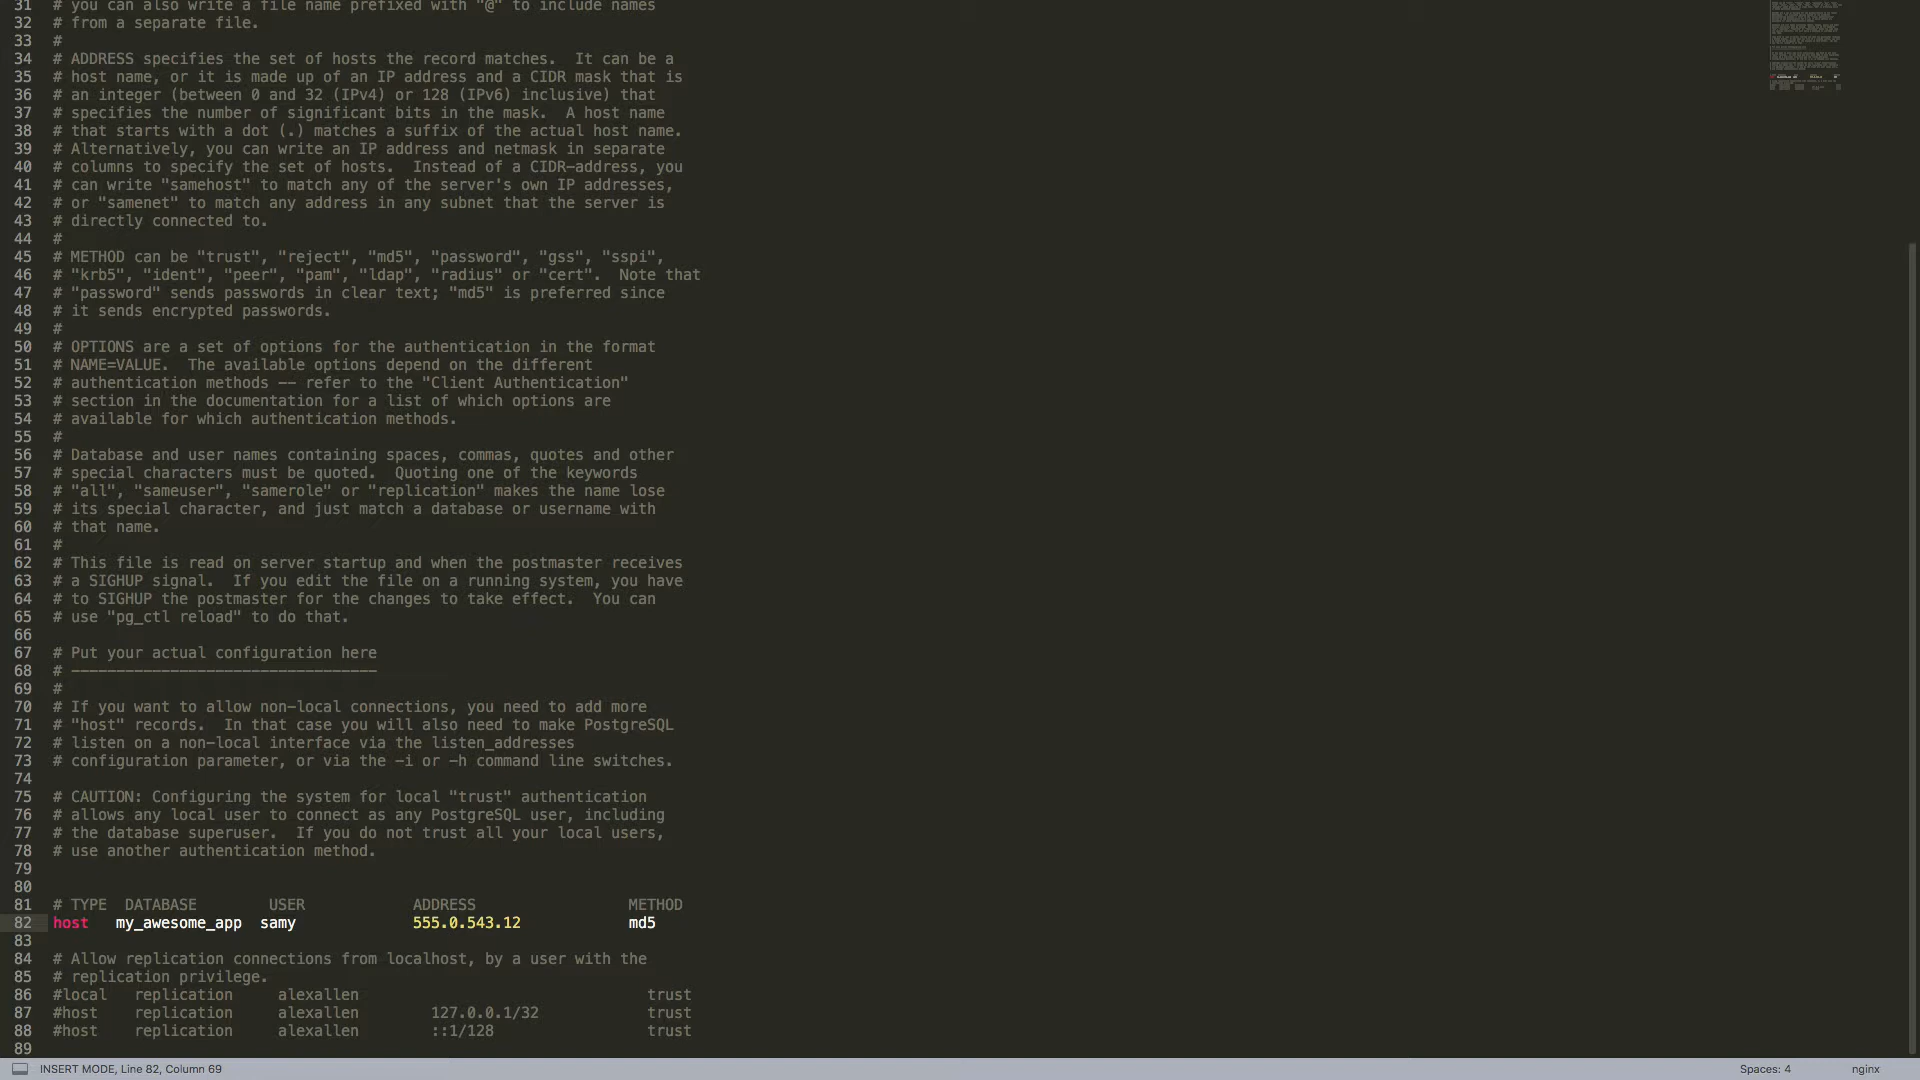 31 # you can also write a file name prefixed with "@" to include names
32 # from a separate file.
33 #
34 # ADDRESS specifies the set of hosts the record matches.  It can be a
35 # host name, or it is made up of an IP address and a CIDR mask that is
36 # an integer (between 0 and 32 (IPv4) or 128 (IPv6) inclusive) that
37 # specifies the number of significant bits in the mask.  A host name
38 # that starts with a dot (.) matches a suffix of the actual host name.
39 # Alternatively, you can write an IP address and netmask in separate
40 # columns to specify the set of hosts.  Instead of a CIDR-address, you
41 # can write "samehost" to match any of the server's own IP addresses,
42 # or "samenet" to match any address in any subnet that the server is
43 # directly connected to.
44 #
45 # METHOD can be "trust", "reject", "md5", "password", "gss", "sspi",
46 # "krb5", "ident", "peer", "pam", "ldap", "radius" or "cert".  Note that
47 # "password" sends passwords in clear text; "md5" is preferred since
48 # it sends encrypted passwords.
49 #
50 # OPTIONS are a set of options for the authentication in the format
51 # NAME=VALUE.  The available options depend on the different
52 # authentication methods -- refer to the "Client Authentication"
53 # section in the documentation for a list of which options are
54 # available for which authentication methods.
55 #
56 # Database and user names containing spaces, commas, quotes and other
57 # special characters must be quoted.  Quoting one of the keywords
58 # "all", "sameuser", "samerole" or "replication" makes the name lose
59 # its special character, and just match a database or username with
60 # that name.
61 #
62 # This file is read on server startup and when the postmaster receives
63 # a SIGHUP signal.  If you edit the file on a running system, you have
64 # to SIGHUP the postmaster for the changes to take effect.  You can
65 # use "pg_ctl reload" to do that.
66
67 # Put your actual configuration here
68 # ----------------------------------
69 #
70 # If you want to allow non-local connections, you need to add more
71 # "host" records.  In that case you will also need to make PostgreSQL
72 # listen on a non-local interface via the listen_addresses
73 # configuration parameter, or via the -i or -h command line switches.
74
75 # CAUTION: Configuring the system for local "trust" authentication
76 # allows any local user to connect as any PostgreSQL user, including
77 # the database superuser.  If you do not trust all your local users,
78 # use another authentication method.
79
80
81 # TYPE  DATABASE        USER            ADDRESS                 METHOD
82 host   my_awesome_app  samy             555.0.543.12            md5
83
84 # Allow replication connections from localhost, by a user with the
85 # replication privilege.
86 #local   replication     alexallen                                trust
87 #host    replication     alexallen        127.0.0.1/32            trust
88 #host    replication     alexallen        ::1/128                 trust
89
INSERT MODE, Line 82, Column 69
Spaces: 4
nginx